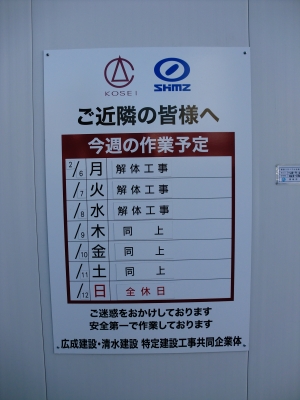 KOSEI SHMZ
ご近隣の皆様へ
今週の作業予定
2/6 月 解体工事
/7 火 解体工事
/8 水 解体工事
/9 木 同上
/10 金 同上
/11 土 同上
/12 日 全休日
ご迷惑をおかけしております
安全第一で作業しております
広成建設・清水建設 特定建設工事共同企業体